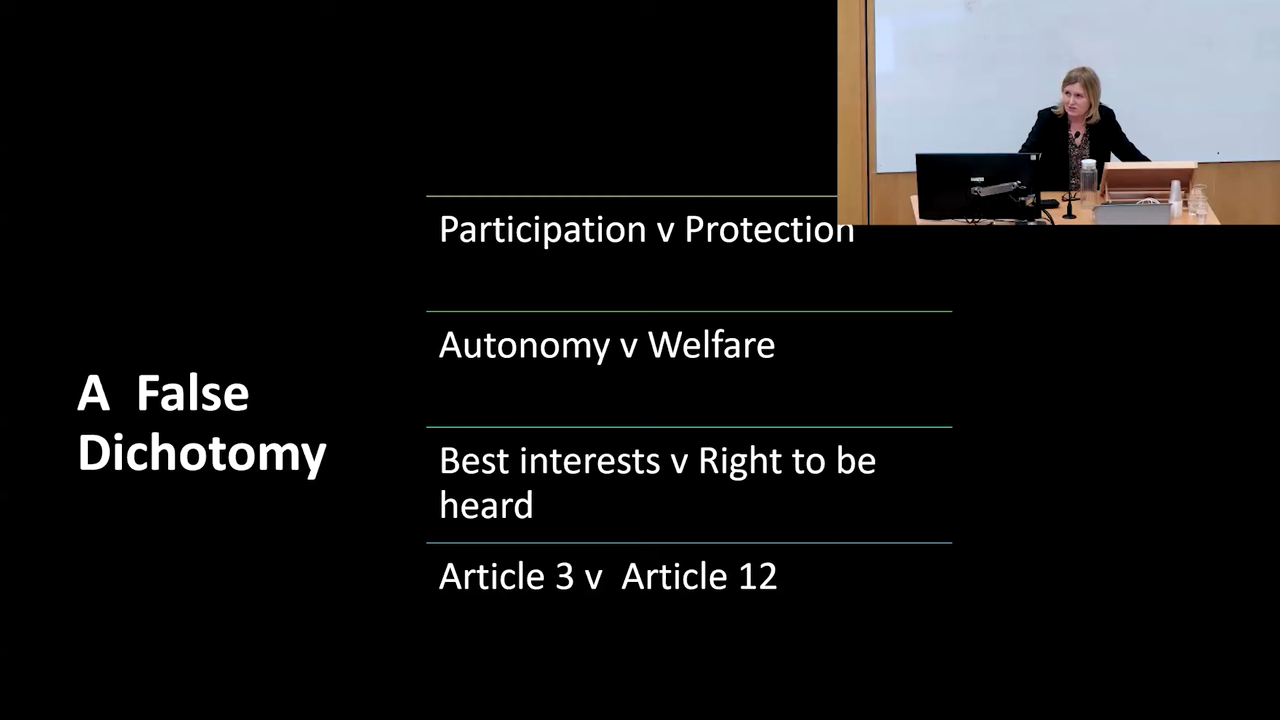 A  False
Dichotomy
Participation v Protection
Autonomy v Welfare
Best interests v Right to be
heard
Article 3 v  Article 12